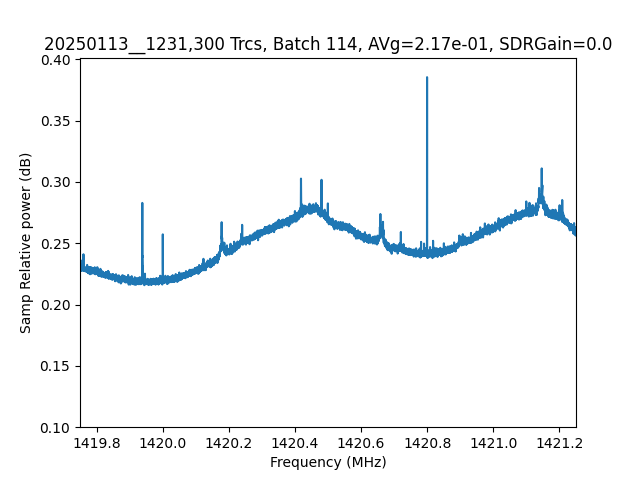 20250113__1231,300 Trcs, Batch 114, AVg=2.17e-01, SDRGain=0.0
0.40
0.35
0.30
0.25
0.20
0.15
0.10
Samp Relative power (dB)
1419.8 1420.0 1420.2 1420.4 1420.6 1420.8 1421.0 1421.2
Frequency (MHz)